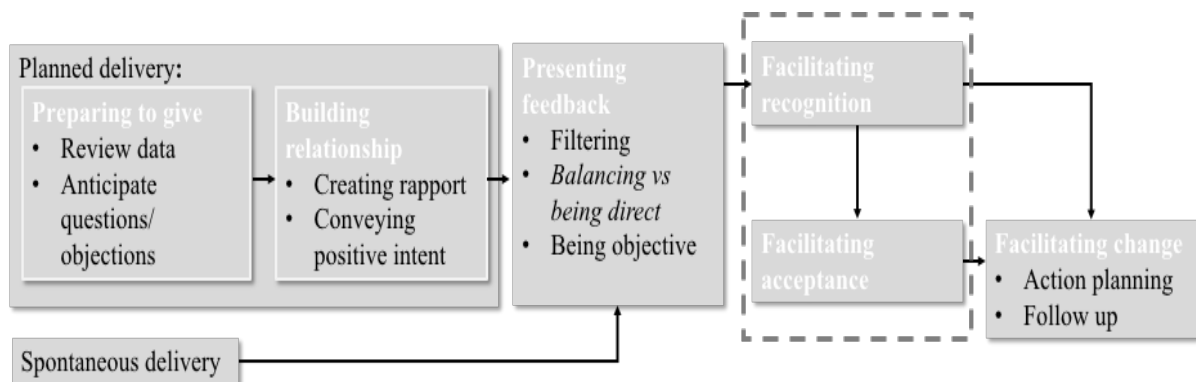 Planned delivery:
Preparing to give
• Review data
• Anticipate
questions/
objections
Building
relationship
• Creating rapport
• Conveying
positive intent
Presenting
feedback
• Filtering
• Balancing vs
being direct
• Being objective
Facilitating
recognition
Facilitating
acceptance
Facilitating change
• Action planning
• Follow up
Spontaneous delivery